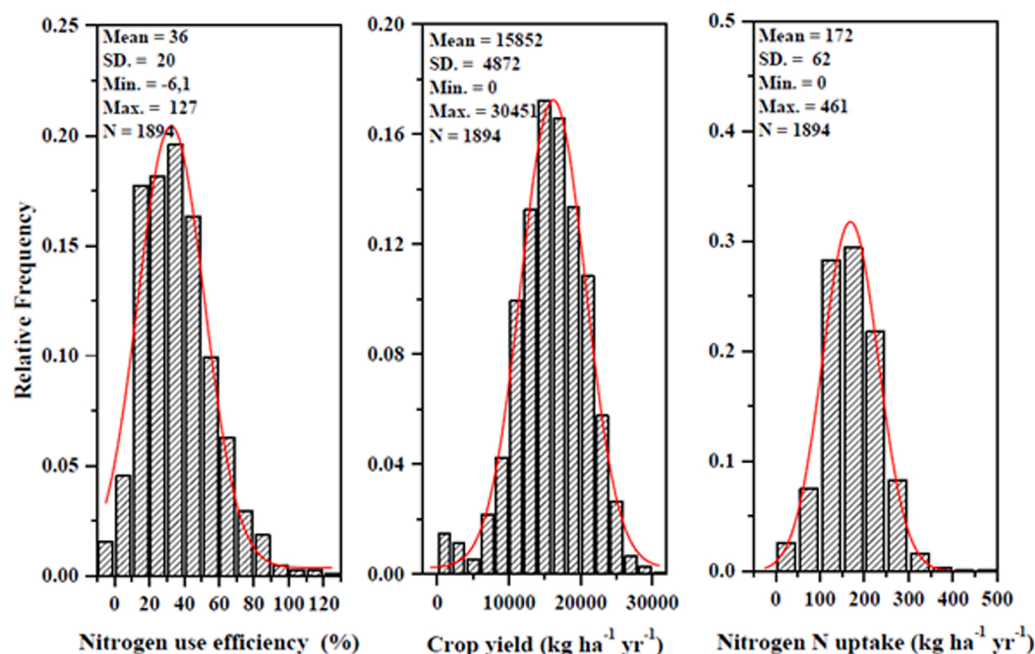 Relative Frequency
0.25
0.20
0.15
0.10
0.05
0.00
Mean = 36
SD. = 20
Min. = -6,1
Max. = 127
N = 1894
0 20 40 60 80 100 120
Nitrogen use efficiency (%)
0.20
0.16
0.12
0.08
0.04
0.00
Mean = 15852
SD. = 4872
Min. = 0
Max. = 30451
N = 1894
0 10000 20000 30000
Crop yield (kg ha⁻¹ yr⁻¹)
0.5
0.4
0.3
0.2
0.1
0.0
Mean = 172
SD. = 62
Min. = 0
Max. = 461
N = 1894
0 100 200 300 400 500
Nitrogen N uptake (kg ha⁻¹ yr⁻¹)